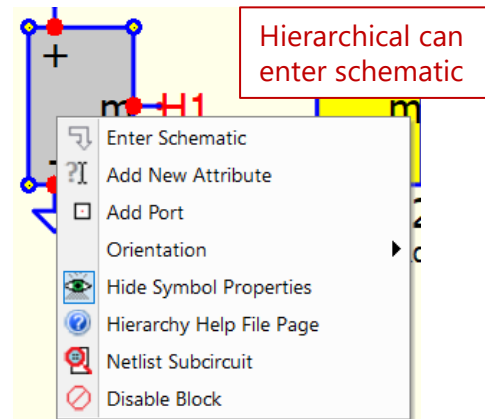 Hierarchical can
enter schematic
+
m
H1
m
Enter Schematic
Add New Attribute
Add Port
Orientation
Hide Symbol Properties
Hierarchy Help File Page
Netlist Subcircuit
Disable Block